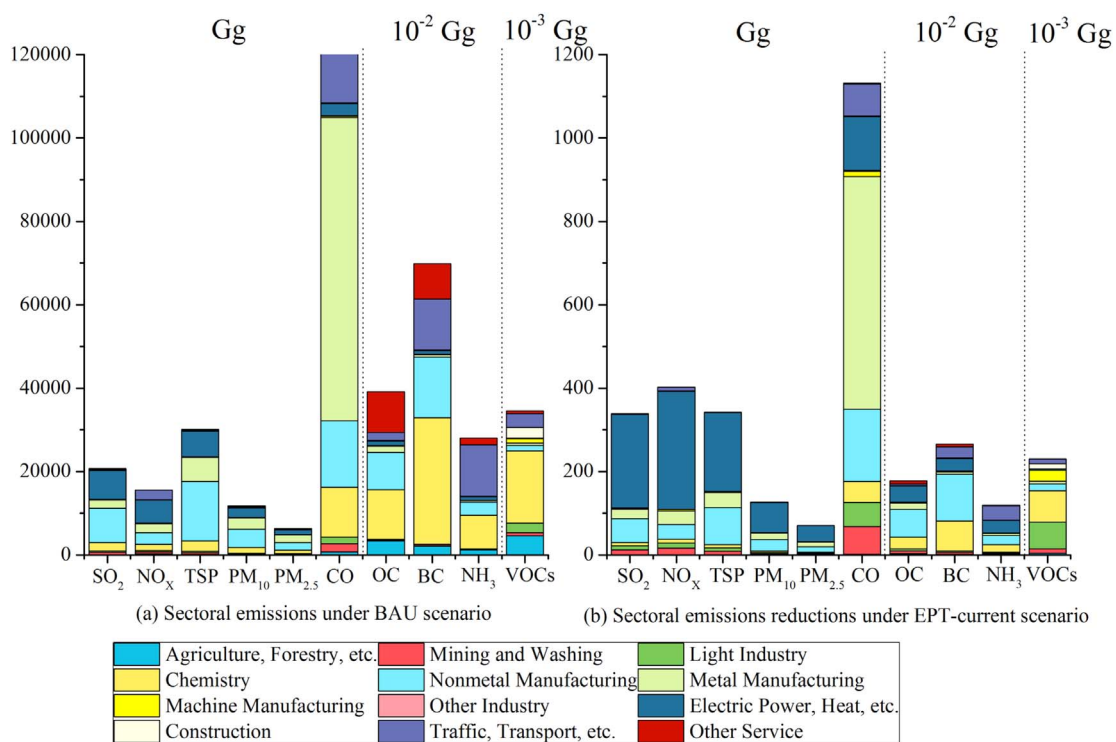 Gg 10⁻² Gg 10⁻³ Gg
120000
100000
80000
60000
40000
20000
0
SO₂ NOₓ TSP PM₁₀ PM₂.₅ CO OC BC NH₃ VOCs
(a) Sectoral emissions under BAU scenario
Gg 10⁻² Gg 10⁻³ Gg
1200
1000
800
600
400
200
0
SO₂ NOₓ TSP PM₁₀ PM₂.₅ CO OC BC NH₃ VOCs
(b) Sectoral emissions reductions under EPT-current scenario
Agriculture, Forestry, etc. Mining and Washing Light Industry
Chemistry Nonmetal Manufacturing Metal Manufacturing
Machine Manufacturing Other Industry Electric Power, Heat, etc.
Construction Traffic, Transport, etc. Other Service